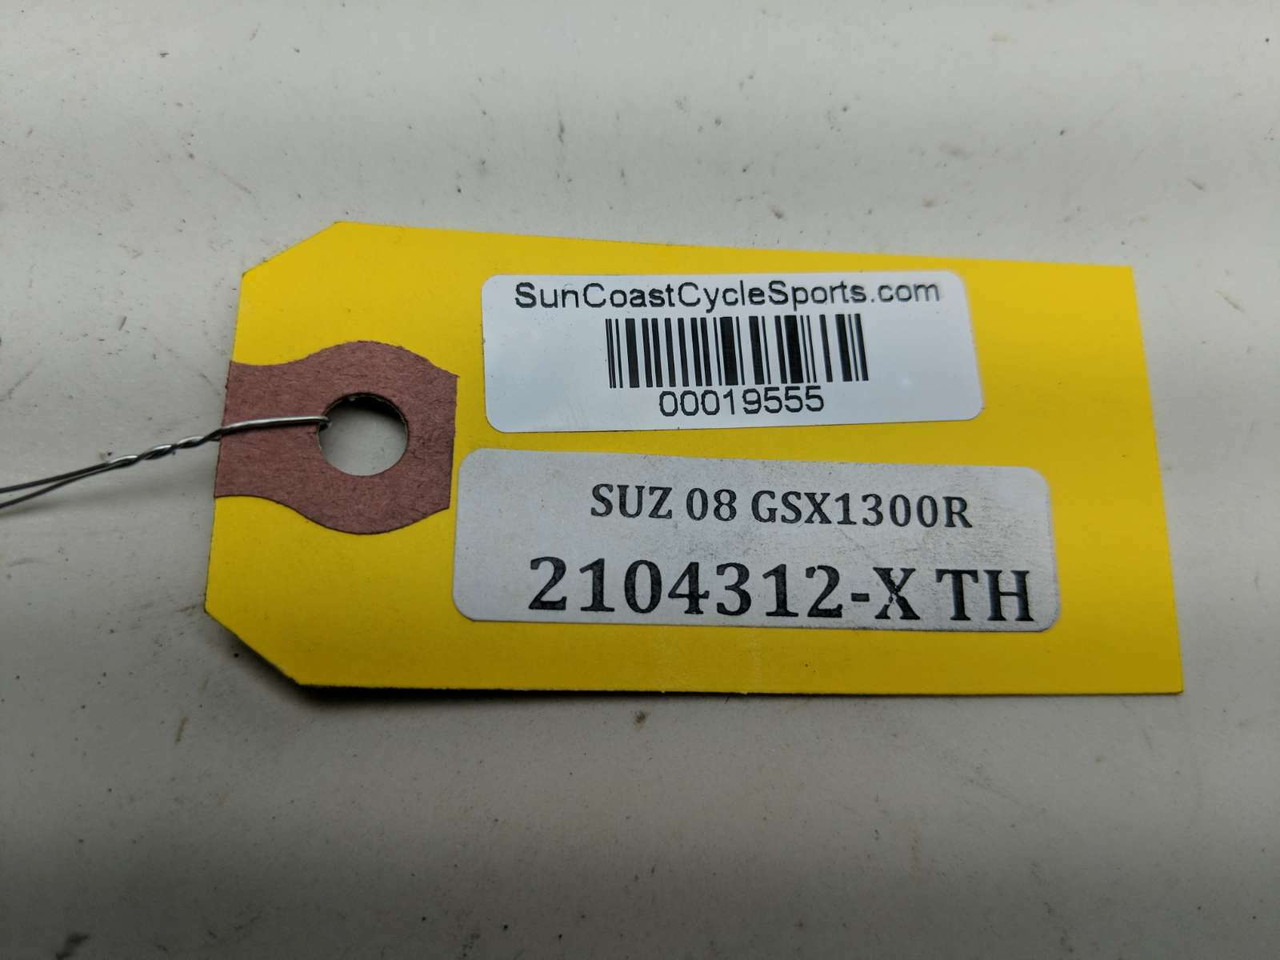 SunCoastCycleSports.com
00019555
SUZ 08 GSX1300R
2104312-X TH